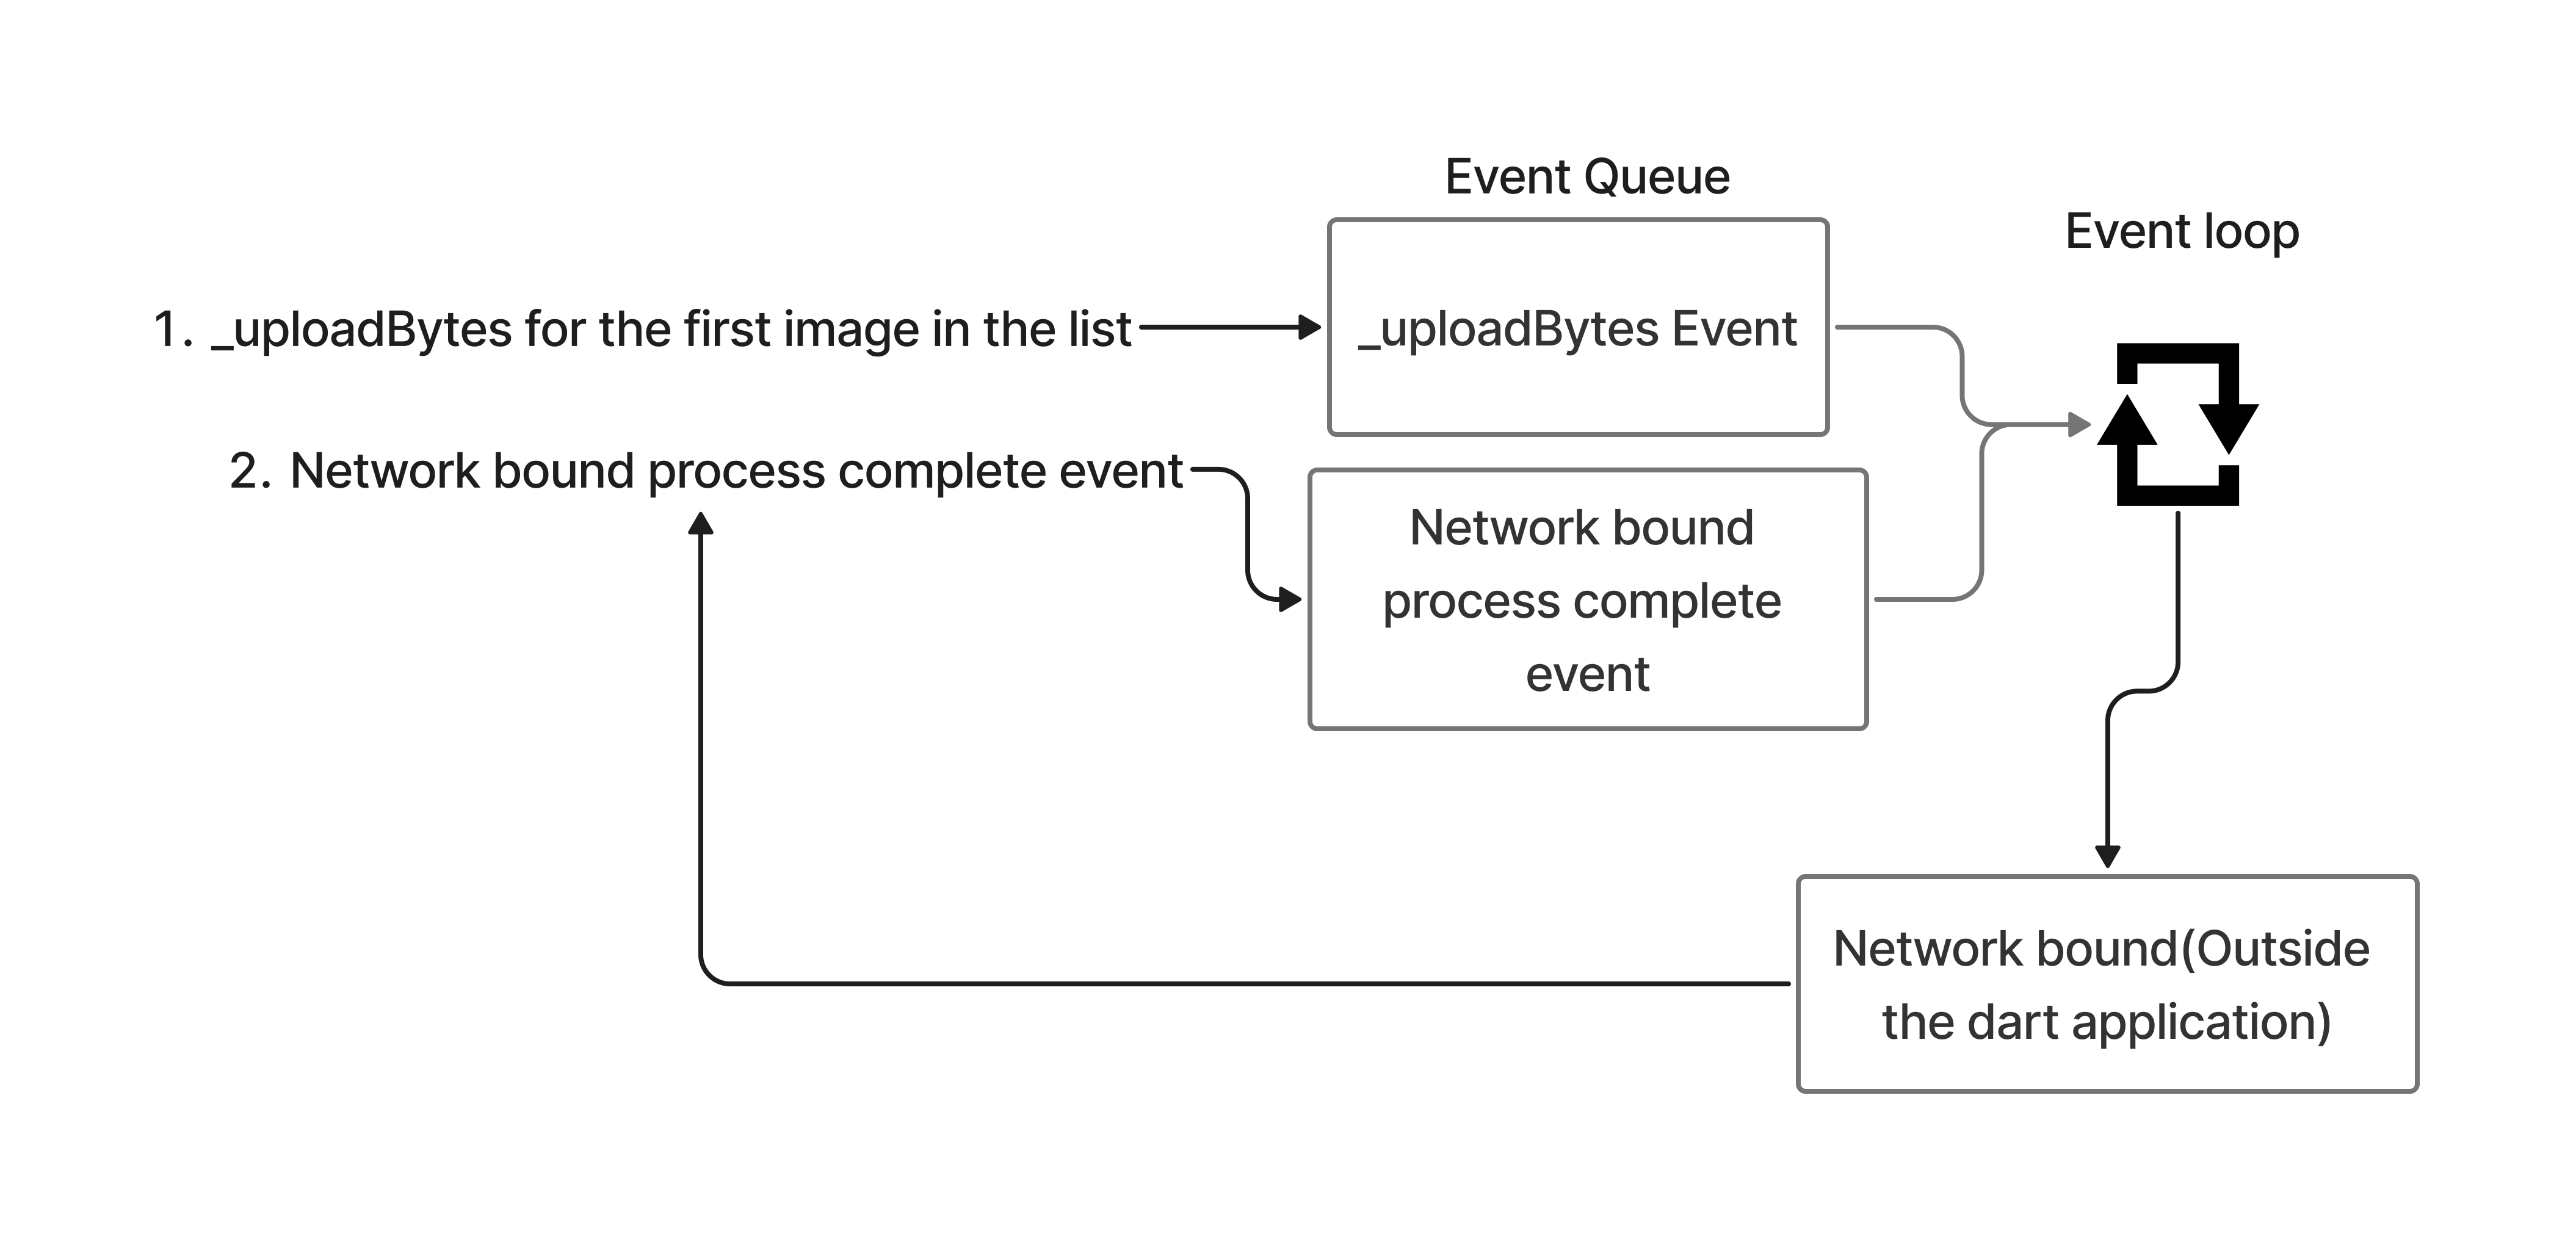 Event Queue
Event loop
1. _uploadBytes for the first image in the list
_uploadBytes Event
2. Network bound process complete event
Network bound
process complete
event
Network bound(Outside
the dart application)